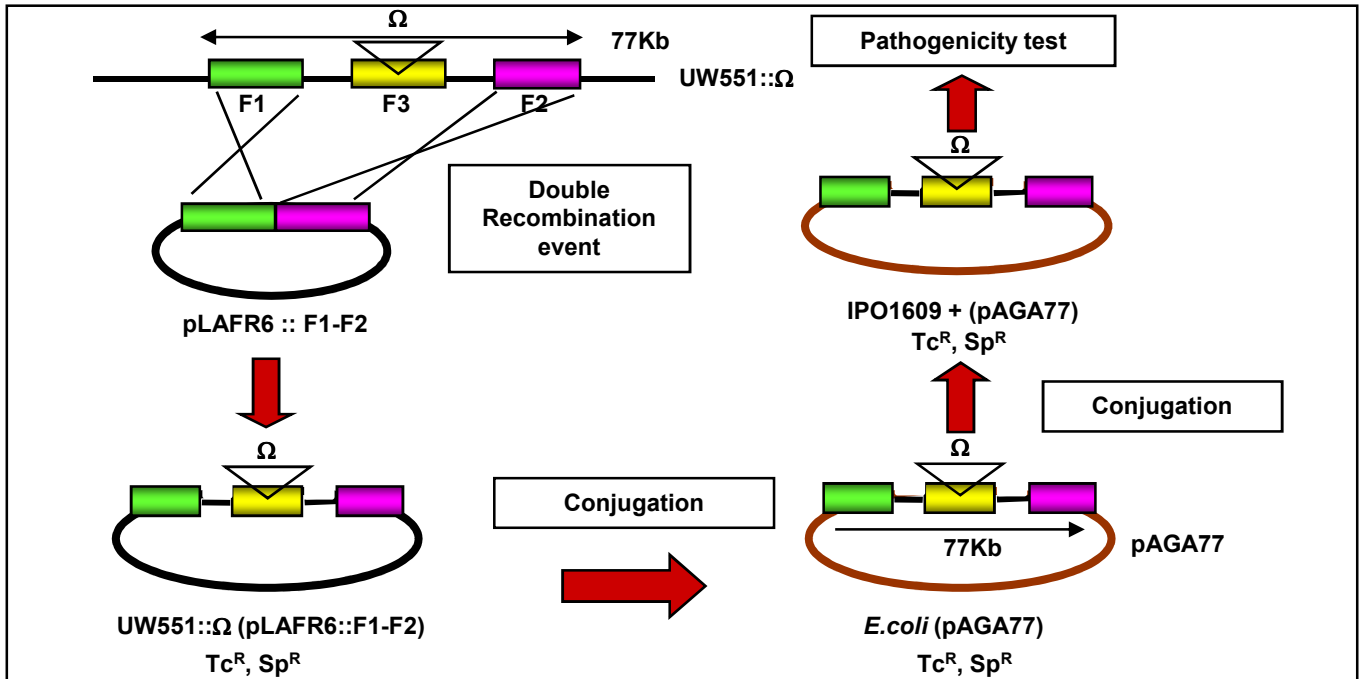 Ω
77Kb
UW551::Ω
F1
F3
F2
Double
Recombination
event
pLAFR6 :: F1-F2
Ω
UW551::Ω (pLAFR6::F1-F2)
Tcᴿ, Spᴿ
Conjugation
Pathogenicity test
Ω
IPO1609 + (pAGA77)
Tcᴿ, Spᴿ
Conjugation
Ω
77Kb
pAGA77
E.coli (pAGA77)
Tcᴿ, Spᴿ